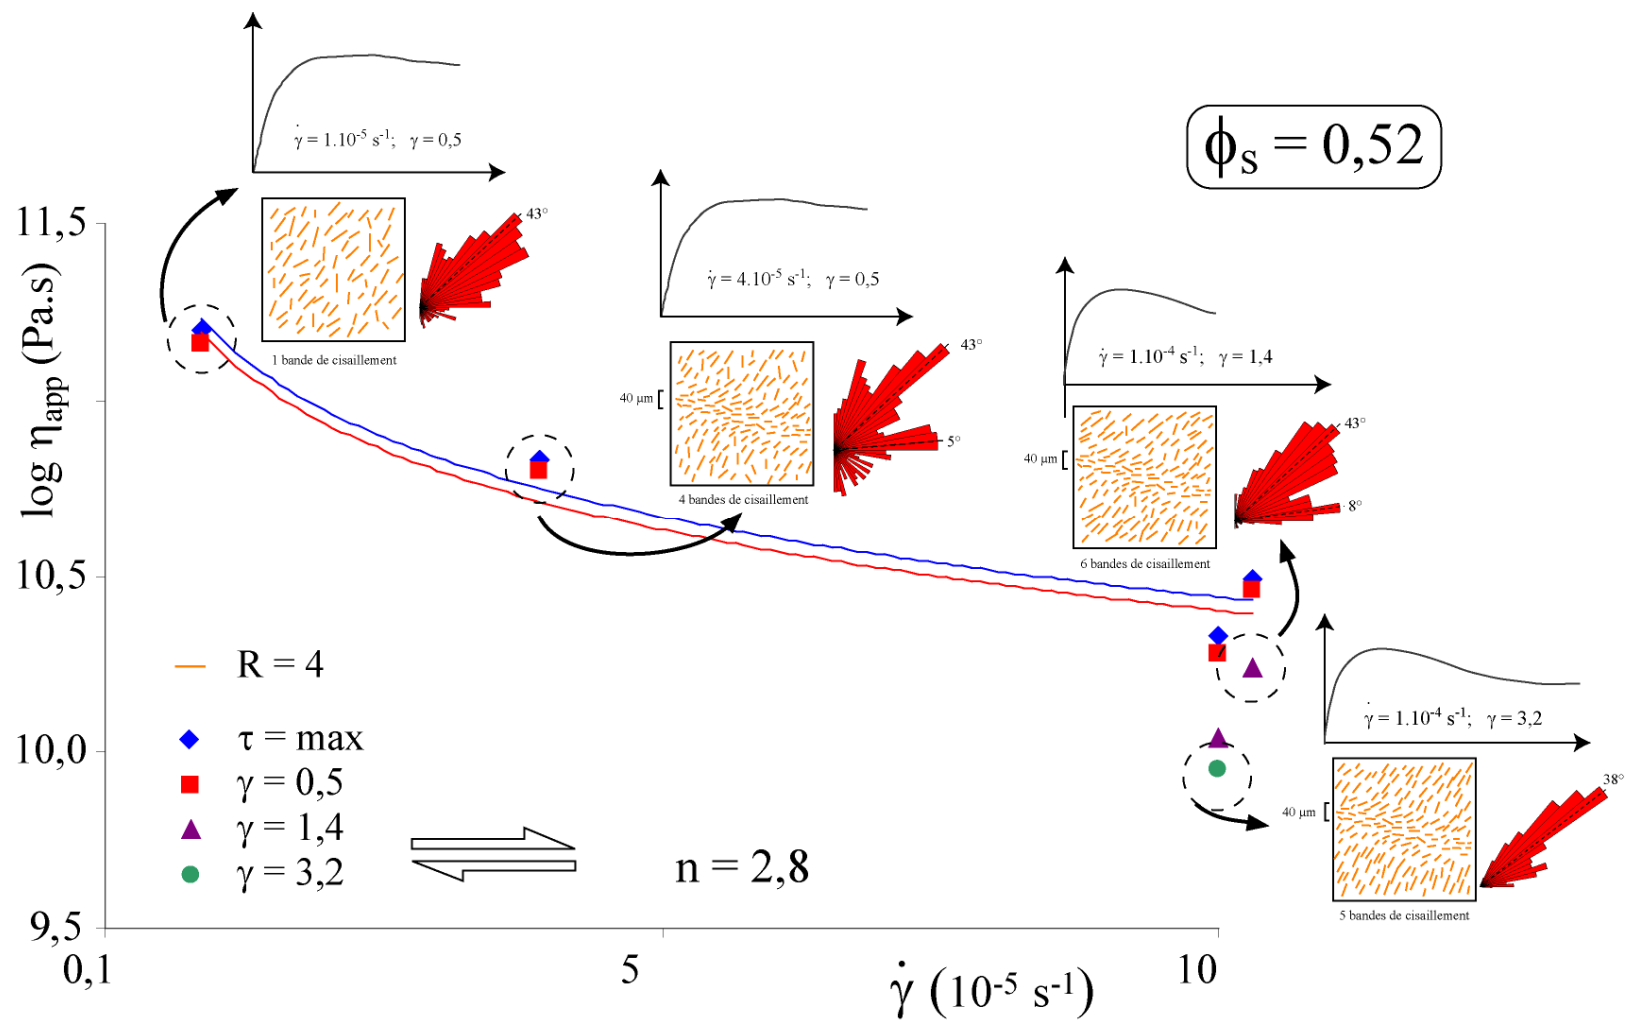 γ̇ = 1.10⁻⁵ s⁻¹; γ = 0,5
43°
1 bande de cisaillement
γ̇ = 4.10⁻⁵ s⁻¹; γ = 0,5
43°
5°
40 µm
4 bandes de cisaillement
ϕs = 0,52
γ̇ = 1.10⁻⁴ s⁻¹; γ = 1,4
43°
8°
40 µm
6 bandes de cisaillement
γ̇ = 1.10⁻⁴ s⁻¹; γ = 3,2
38°
40 µm
5 bandes de cisaillement
log ηapp (Pa.s)
11,5
10,5
10,0
9,5
R = 4
τ = max
γ = 0,5
γ = 1,4
γ = 3,2
n = 2,8
0,1
5
10
γ̇ (10⁻⁵ s⁻¹)